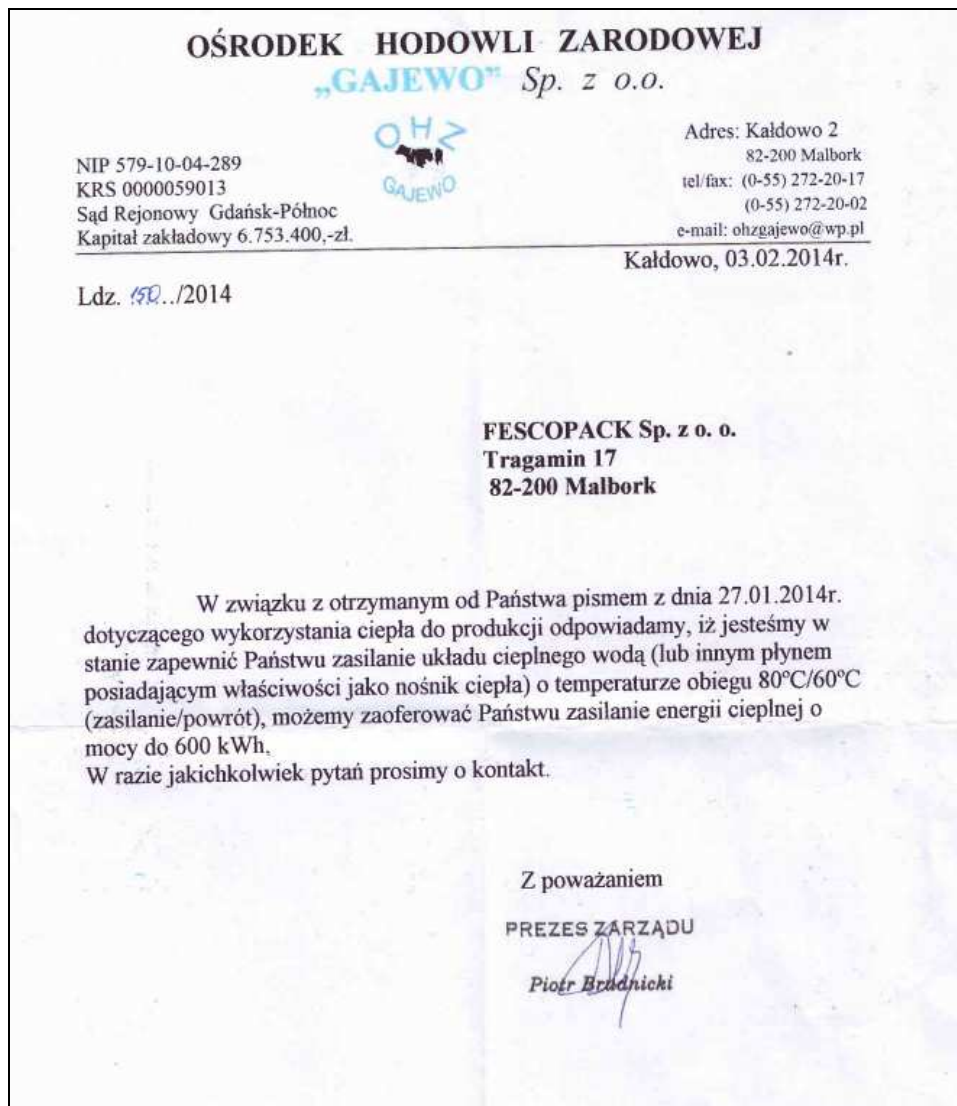 OŚRODEK HODOWLI ZARODOWEJ
„GAJEWO” Sp. z o.o.
OHZ
GAJEWO
NIP 579-10-04-289
KRS 0000059013
Sąd Rejonowy Gdańsk-Północ
Kapitał zakładowy 6.753.400,-zł.
Adres: Kałdowo 2
82-200 Malbork
tel/fax: (0-55) 272-20-17
(0-55) 272-20-02
e-mail: ohzgajewo@wp.pl
Kałdowo, 03.02.2014r.
Ldz. 150../2014
FESCOPACK Sp. z o. o.
Tragamin 17
82-200 Malbork
W związku z otrzymanym od Państwa pismem z dnia 27.01.2014r.
dotyczącego wykorzystania ciepła do produkcji odpowiadamy, iż jesteśmy w
stanie zapewnić Państwu zasilanie układu cieplnego wodą (lub innym płynem
posiadającym właściwości jako nośnik ciepła) o temperaturze obiegu 80°C/60°C
(zasilanie/powrót), możemy zaoferować Państwu zasilanie energii cieplnej o
mocy do 600 kWh.
W razie jakichkolwiek pytań prosimy o kontakt.
Z poważaniem
PREZES ZARZĄDU
Piotr Brudnicki